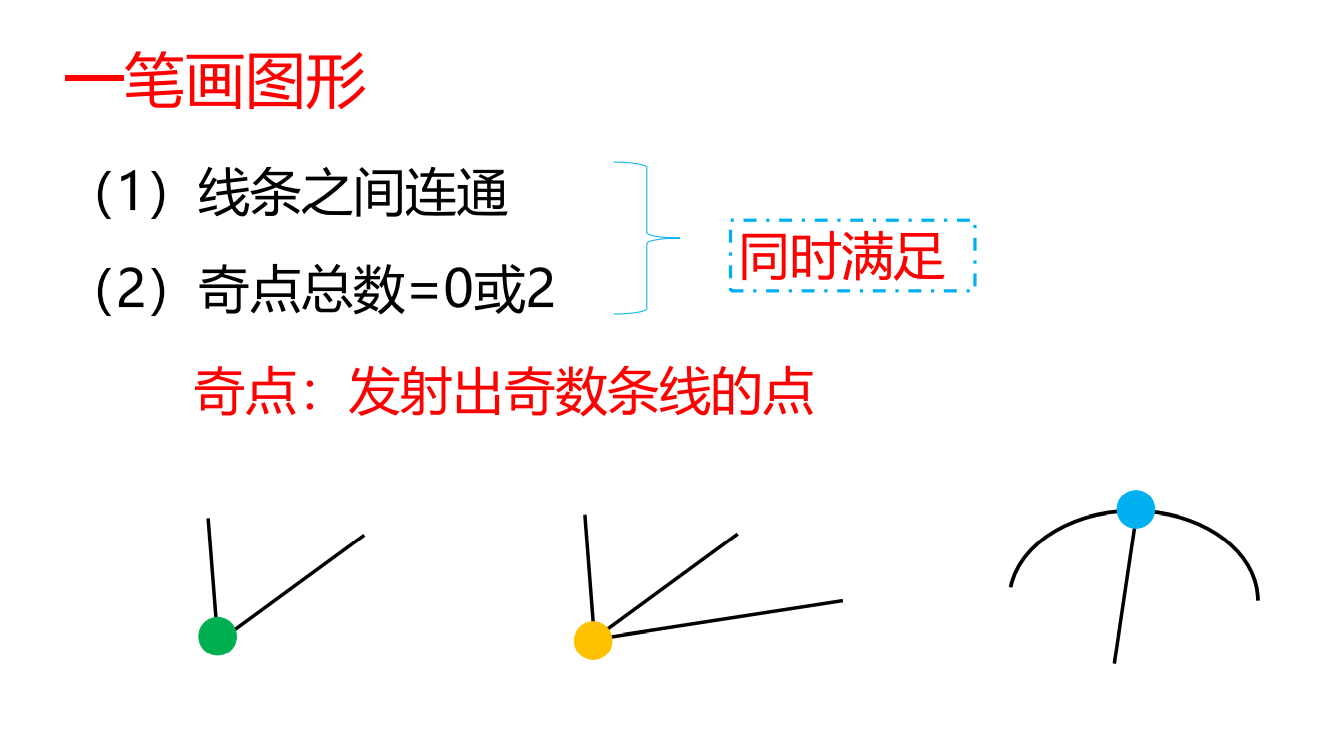 一笔画图形
（1）线条之间连通
（2）奇点总数=0或2
同时满足
奇点：发射出奇数条线的点